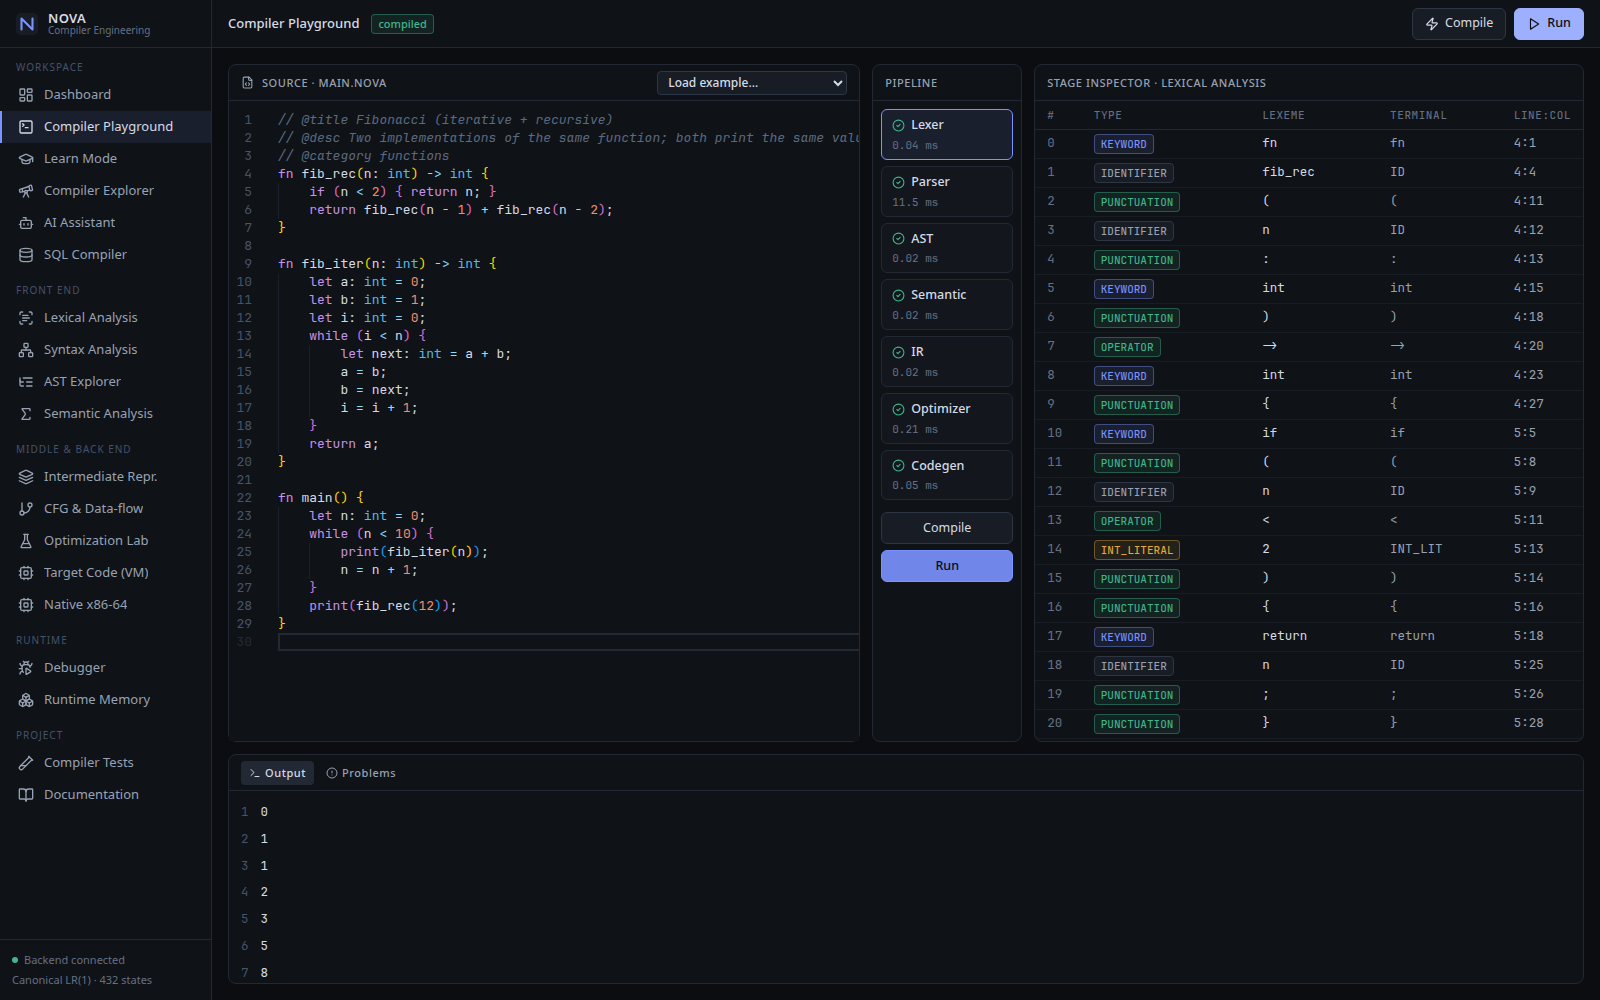 NOVA
Compiler Engineering
WORKSPACE
Dashboard
Compiler Playground
Learn Mode
Compiler Explorer
AI Assistant
SQL Compiler
FRONT END
Lexical Analysis
Syntax Analysis
AST Explorer
Semantic Analysis
MIDDLE & BACK END
Intermediate Repr.
CFG & Data-flow
Optimization Lab
Target Code (VM)
Native x86-64
RUNTIME
Debugger
Runtime Memory
PROJECT
Compiler Tests
Documentation
Backend connected
Canonical LR(1) · 432 states
Compiler Playground compiled
Compile Run
SOURCE · MAIN.NOVA Load example...
1 // @title Fibonacci (iterative + recursive)
2 // @desc Two implementations of the same function; both print the same valu
3 // @category functions
4 fn fib_rec(n: int) -> int {
5 if (n < 2) { return n; }
6 return fib_rec(n - 1) + fib_rec(n - 2);
7 }
8
9 fn fib_iter(n: int) -> int {
10 let a: int = 0;
11 let b: int = 1;
12 let i: int = 0;
13 while (i < n) {
14 let next: int = a + b;
15 a = b;
16 b = next;
17 i = i + 1;
18 }
19 return a;
20 }
21
22 fn main() {
23 let n: int = 0;
24 while (n < 10) {
25 print(fib_iter(n));
26 n = n + 1;
27 }
28 print(fib_rec(12));
29 }
30
PIPELINE
Lexer
0.04 ms
Parser
11.5 ms
AST
0.02 ms
Semantic
0.02 ms
IR
0.02 ms
Optimizer
0.21 ms
Codegen
0.05 ms
Compile
Run
STAGE INSPECTOR · LEXICAL ANALYSIS
# TYPE LEXEME TERMINAL LINE:COL
0 KEYWORD fn fn 4:1
1 IDENTIFIER fib_rec ID 4:4
2 PUNCTUATION ( ( 4:11
3 IDENTIFIER n ID 4:12
4 PUNCTUATION : : 4:13
5 KEYWORD int int 4:15
6 PUNCTUATION ) ) 4:18
7 OPERATOR -> -> 4:20
8 KEYWORD int int 4:23
9 PUNCTUATION { { 4:27
10 KEYWORD if if 5:5
11 PUNCTUATION ( ( 5:8
12 IDENTIFIER n ID 5:9
13 OPERATOR < < 5:11
14 INT_LITERAL 2 INT_LIT 5:13
15 PUNCTUATION ) ) 5:14
16 PUNCTUATION { { 5:16
17 KEYWORD return return 5:18
18 IDENTIFIER n ID 5:25
19 PUNCTUATION ; ; 5:26
20 PUNCTUATION } } 5:28
Output Problems
1 0
2 1
3 1
4 2
5 3
6 5
7 8